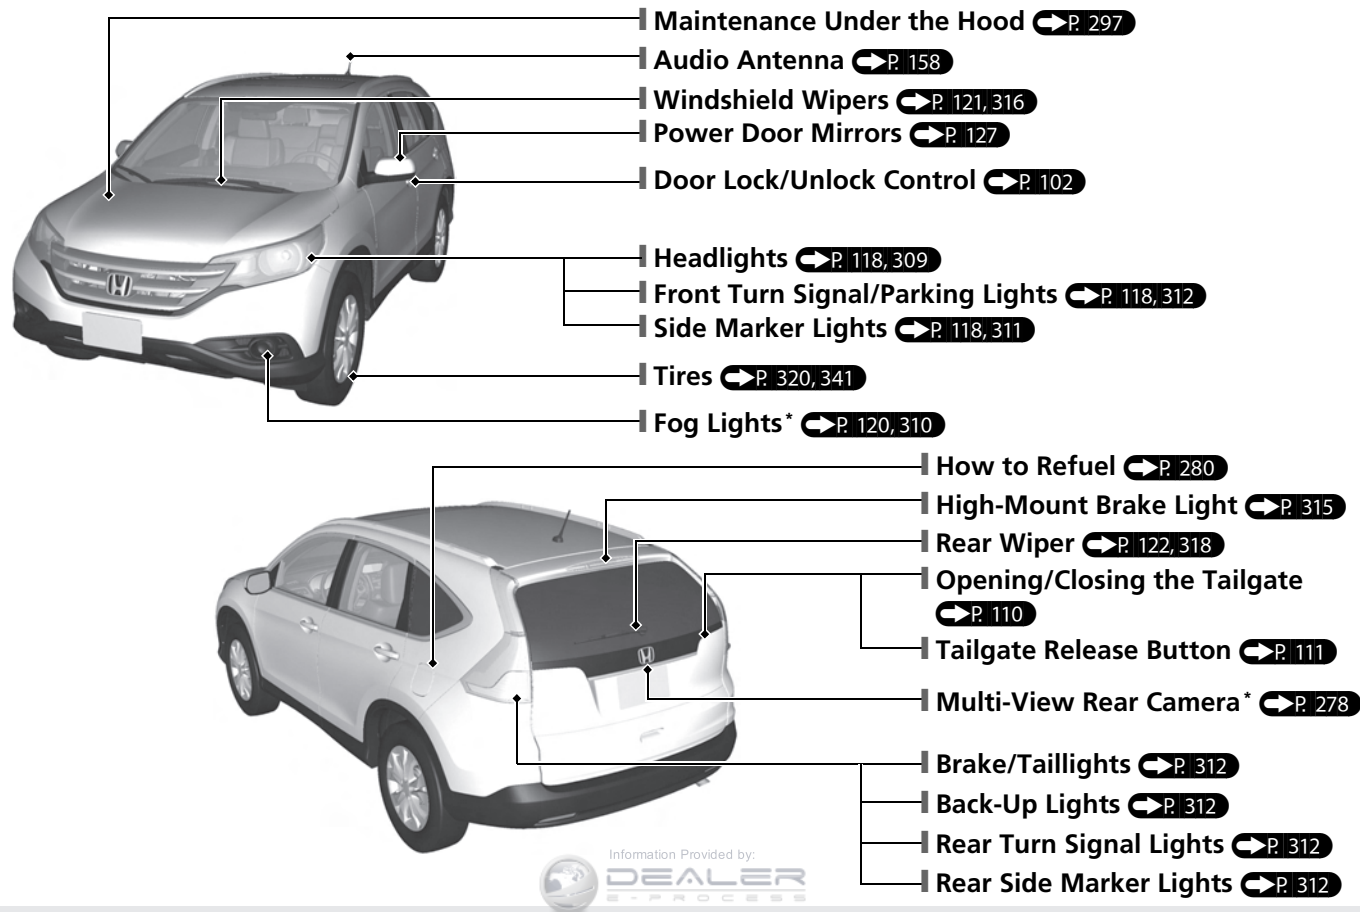 Maintenance Under the Hood P. 297
Audio Antenna P. 158
Windshield Wipers P. 121, 316
Power Door Mirrors P. 127
Door Lock/Unlock Control P. 102
Headlights P. 118, 309
Front Turn Signal/Parking Lights P. 118, 312
Side Marker Lights P. 118, 311
Tires P. 320, 341
Fog Lights* P. 120, 310
How to Refuel P. 280
High-Mount Brake Light P. 315
Rear Wiper P. 122, 318
Opening/Closing the Tailgate
P. 110
Tailgate Release Button P. 111
Multi-View Rear Camera* P. 278
Brake/Taillights P. 312
Back-Up Lights P. 312
Rear Turn Signal Lights P. 312
Rear Side Marker Lights P. 312
Information Provided by:
DEALER
E-PROCESS